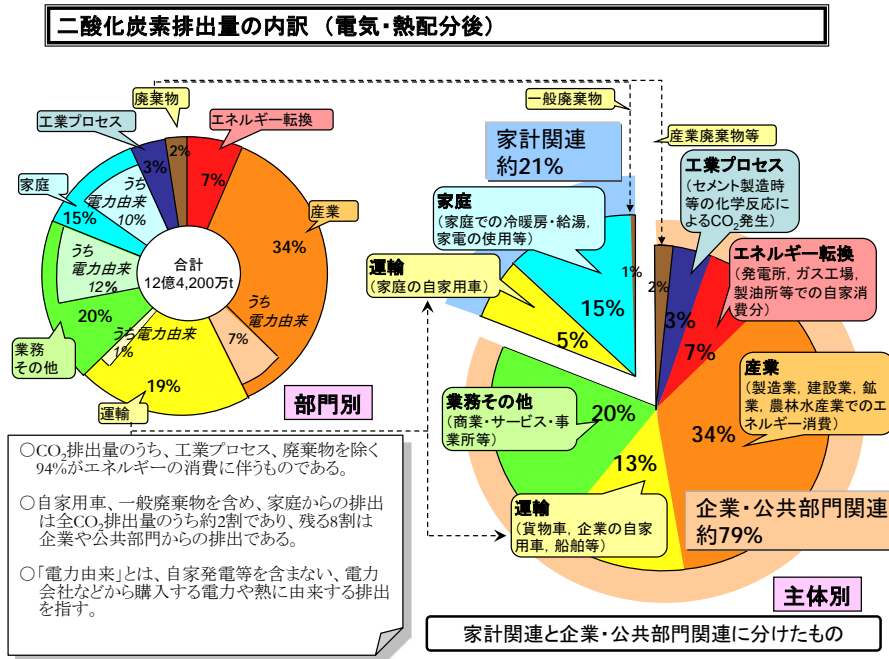 二酸化炭素排出量の内訳 (電気・熱配分後)
廃棄物
工業プロセス
エネルギー転換
家庭
産業
業務
その他
運輸
2%
3%
7%
15%
34%
20%
19%
うち
電力由来
10%
うち
電力由来
12%
うち電力由来
1%
うち
電力由来
7%
合計
12億4,200万t
部門別
○CO2排出量のうち、工業プロセス、廃棄物を除く
94%がエネルギーの消費に伴うものである。
○自家用車、一般廃棄物を含め、家庭からの排出
は全CO2排出量のうち約2割であり、残る8割は
企業や公共部門からの排出である。
○「電力由来」とは、自家発電等を含まない、電力
会社などから購入する電力や熱に由来する排出
を指す。
一般廃棄物
産業廃棄物等
家計関連
約21%
家庭
(家庭での冷暖房・給湯,
家電の使用等)
運輸
(家庭の自家用車)
1%
15%
5%
工業プロセス
(セメント製造時
等の化学反応に
よるCO2発生)
エネルギー転換
(発電所, ガス工場,
製油所等での自家消
費分)
産業
(製造業, 建設業, 鉱
業, 農林水産業でのエ
ネルギー消費)
業務その他
(商業・サービス・事
業所等)
運輸
(貨物車, 企業の自家
用車, 船舶等)
2%
3%
7%
34%
20%
13%
企業・公共部門関連
約79%
主体別
家計関連と企業・公共部門関連に分けたもの